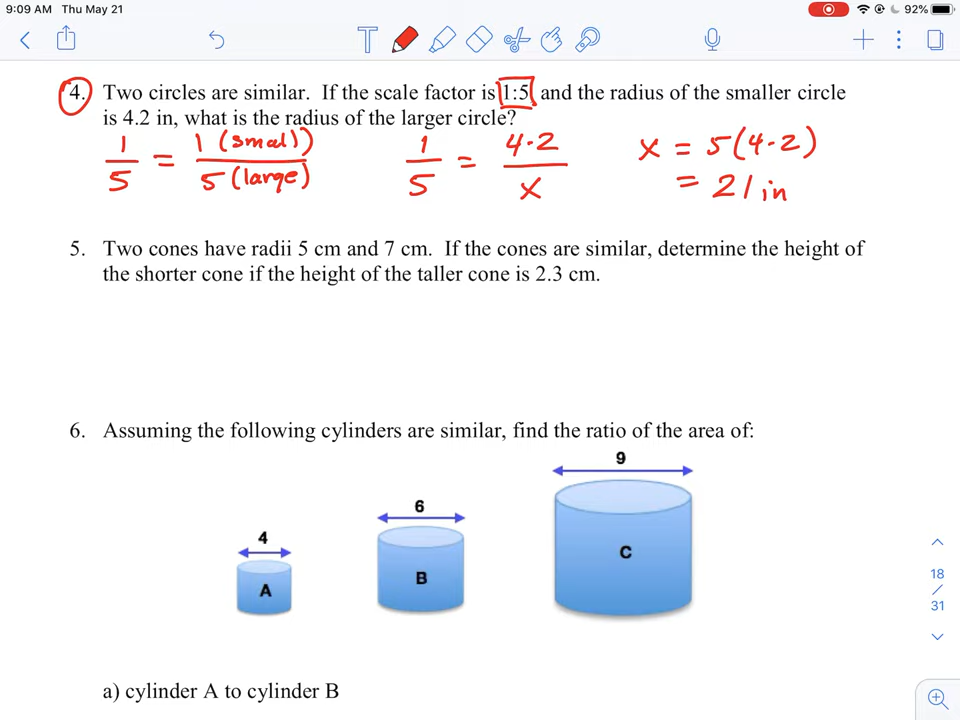 9:09 AM Thu May 21 92%
T
4. Two circles are similar. If the scale factor is 1:5 and the radius of the smaller circle
is 4.2 in, what is the radius of the larger circle?
1/5 = 1 (small)/5 (large) 1/5 = 4.2/x x = 5(4.2)
= 21 in
5. Two cones have radii 5 cm and 7 cm. If the cones are similar, determine the height of
the shorter cone if the height of the taller cone is 2.3 cm.
6. Assuming the following cylinders are similar, find the ratio of the area of:
9
6
4
C
B
A
18
/
31
a) cylinder A to cylinder B